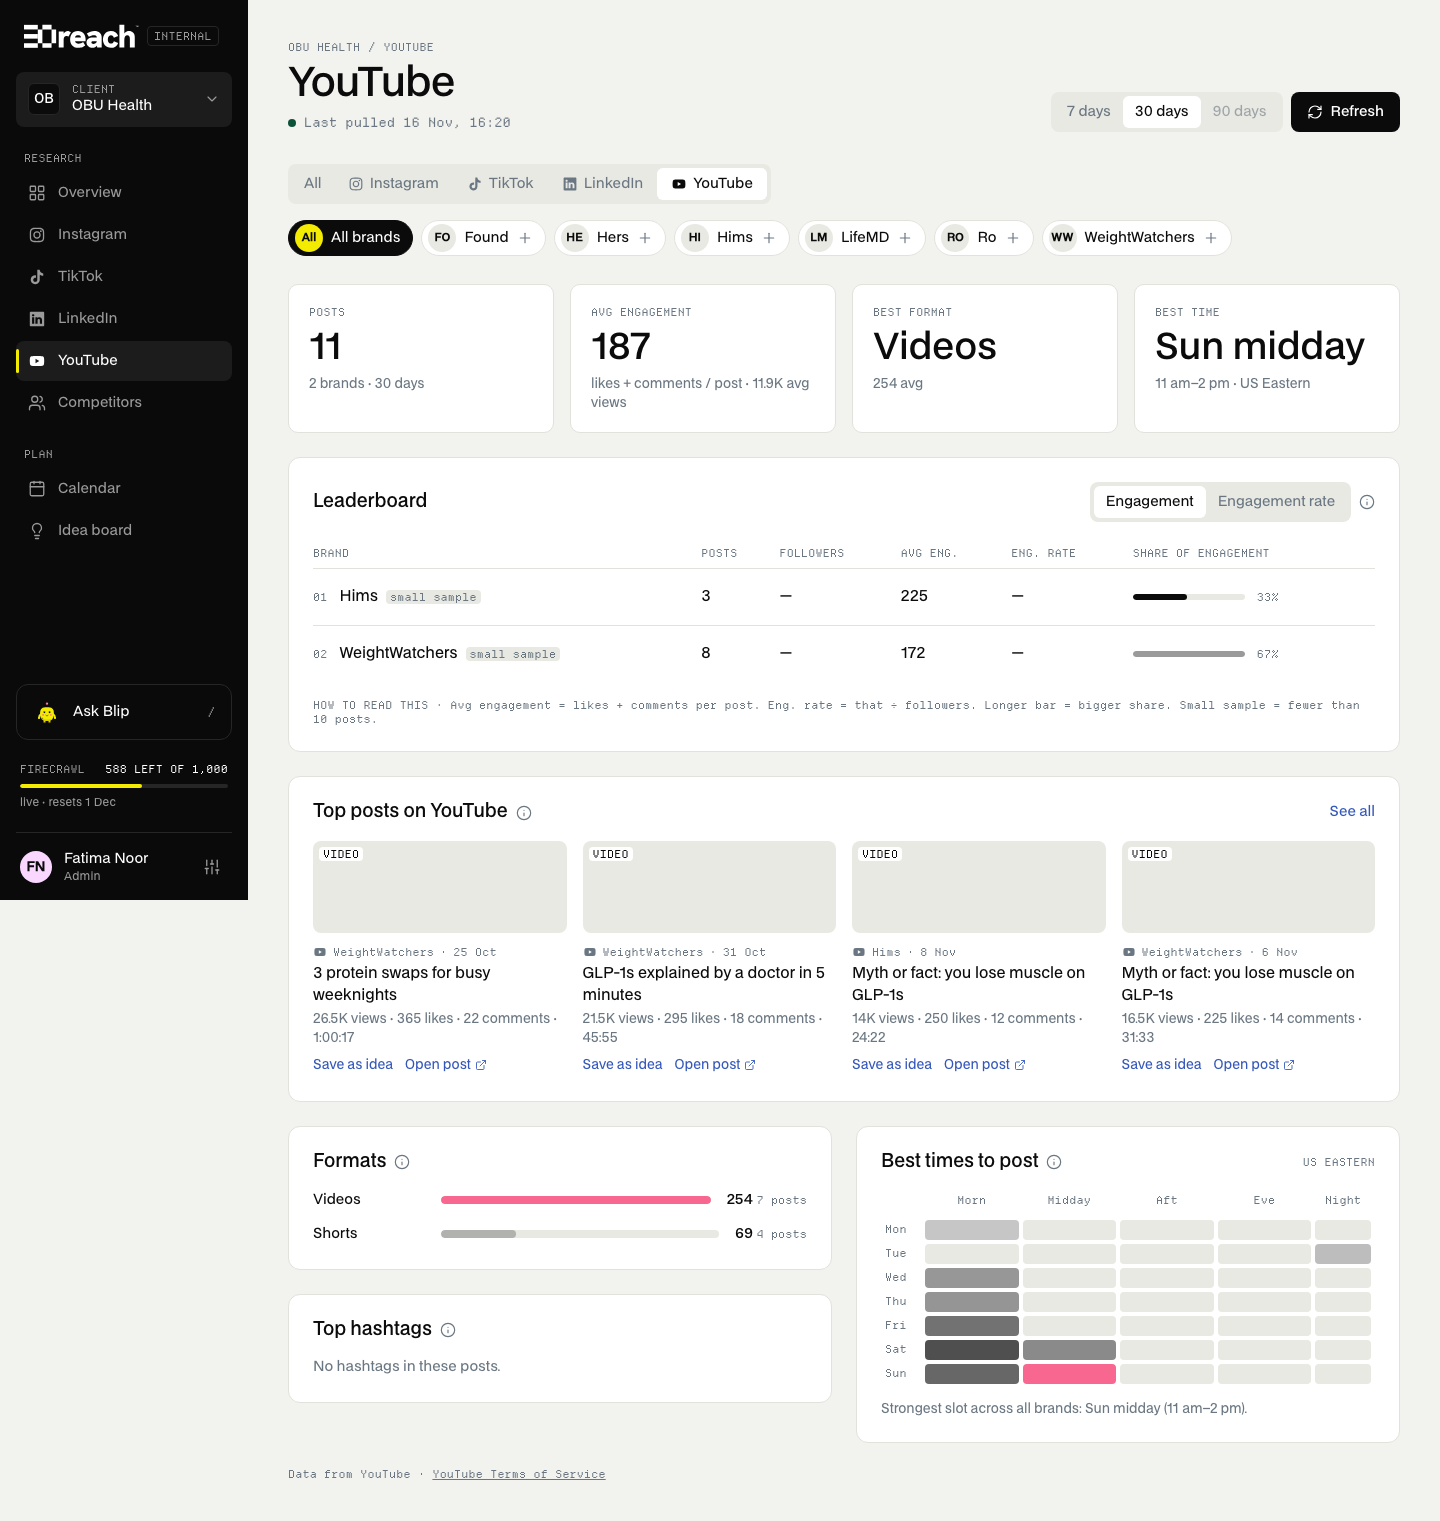 reach INTERNAL
OB CLIENT
OBU Health
RESEARCH
Overview
Instagram
TikTok
LinkedIn
YouTube
Competitors
PLAN
Calendar
Idea board
Ask Blip /
FIRECRAWL 588 LEFT OF 1,000
live · resets 1 Dec
FN Fatima Noor
Admin
OBU HEALTH / YOUTUBE
YouTube
Last pulled 16 Nov, 16:20
7 days 30 days 90 days Refresh
All Instagram TikTok LinkedIn YouTube
All All brands FO Found + HE Hers + HI Hims + LM LifeMD + RO Ro + WW WeightWatchers +
POSTS
11
2 brands · 30 days
AVG ENGAGEMENT
187
likes + comments / post · 11.9K avg
views
BEST FORMAT
Videos
254 avg
BEST TIME
Sun midday
11 am–2 pm · US Eastern
Leaderboard Engagement Engagement rate
BRAND POSTS FOLLOWERS AVG ENG. ENG. RATE SHARE OF ENGAGEMENT
01 Hims small sample 3 — 225 — 33%
02 WeightWatchers small sample 8 — 172 — 67%
HOW TO READ THIS · Avg engagement = likes + comments per post. Eng. rate = that ÷ followers. Longer bar = bigger share. Small sample = fewer than
10 posts.
Top posts on YouTube See all
VIDEO
WeightWatchers · 25 Oct
3 protein swaps for busy
weeknights
26.5K views · 365 likes · 22 comments ·
1:00:17
Save as idea Open post
VIDEO
WeightWatchers · 31 Oct
GLP-1s explained by a doctor in 5
minutes
21.5K views · 295 likes · 18 comments ·
45:55
Save as idea Open post
VIDEO
Hims · 8 Nov
Myth or fact: you lose muscle on
GLP-1s
14K views · 250 likes · 12 comments ·
24:22
Save as idea Open post
VIDEO
WeightWatchers · 6 Nov
Myth or fact: you lose muscle on
GLP-1s
16.5K views · 225 likes · 14 comments ·
31:33
Save as idea Open post
Formats
Videos 254 7 posts
Shorts 69 4 posts
Top hashtags
No hashtags in these posts.
Best times to post US EASTERN
Morn Midday Aft Eve Night
Mon
Tue
Wed
Thu
Fri
Sat
Sun
Strongest slot across all brands: Sun midday (11 am–2 pm).
Data from YouTube · YouTube Terms of Service